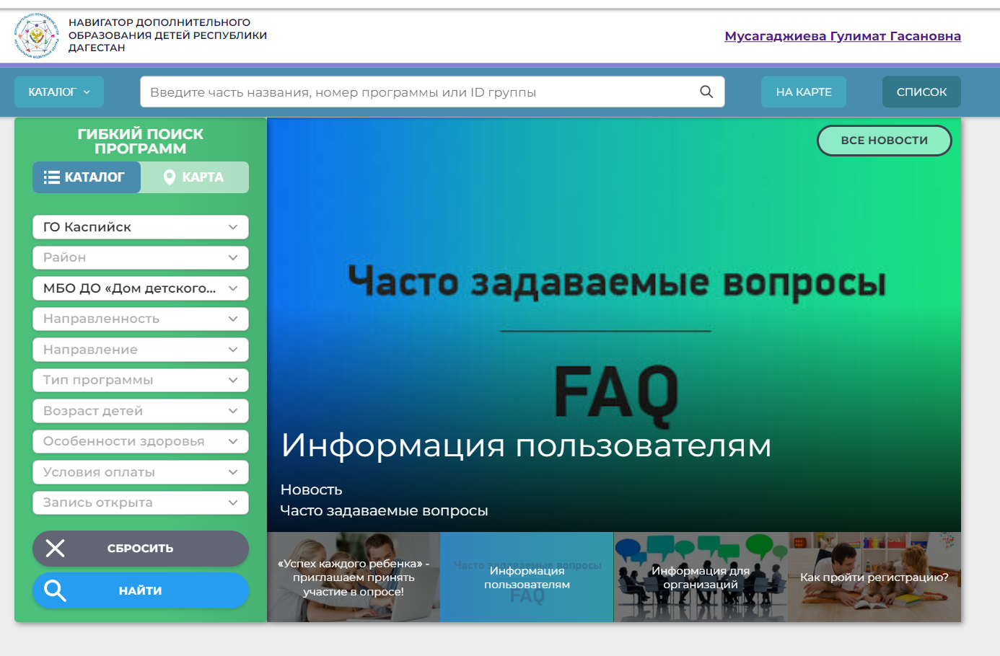 НАВИГАТОР ДОПОЛНИТЕЛЬНОГО
ОБРАЗОВАНИЯ ДЕТЕЙ РЕСПУБЛИКИ
ДАГЕСТАН
Мусагаджиева Гулимат Гасановна
КАТАЛОГ
Введите часть названия, номер программы или ID группы
НА КАРТЕ
СПИСОК
ГИБКИЙ ПОИСК
ПРОГРАММ
КАТАЛОГ
КАРТА
ГО Каспийск
Район
МБО ДО «Дом детского...
Направленность
Направление
Тип программы
Возраст детей
Особенности здоровья
Условия оплаты
Запись открыта
СБРОСИТЬ
НАЙТИ
ВСЕ НОВОСТИ
Часто задаваемые вопросы
FAQ
Информация пользователям
Новость
Часто задаваемые вопросы
«Успех каждого ребенка» -
приглашаем принять
участие в опросе!
Часто задаваемые вопросы
Информация
пользователям
FAQ
Информация для
организаций
Как пройти регистрацию?